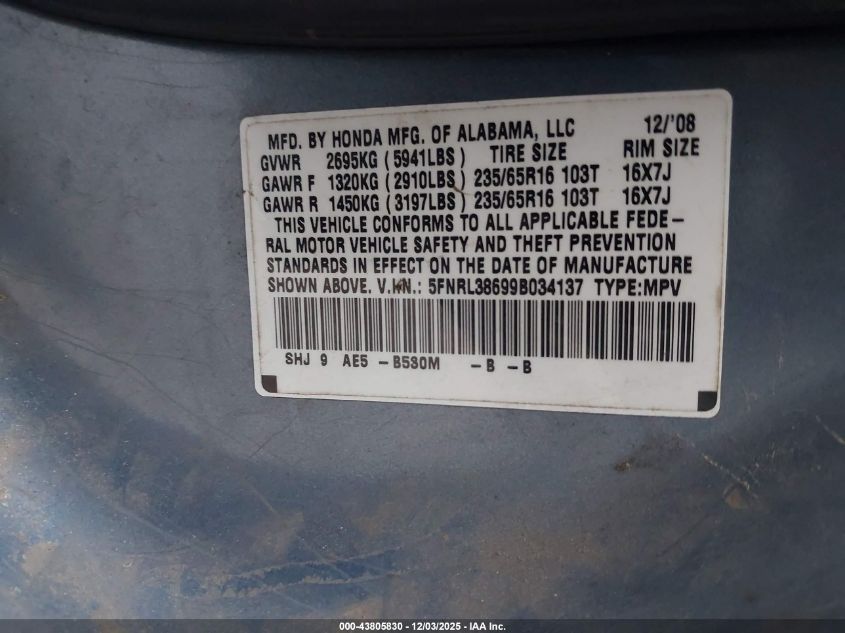 MFD. BY HONDA MFG. OF ALABAMA, LLC 12/'08
GVWR 2695KG (5941LBS) TIRE SIZE RIM SIZE
GAWR F 1320KG (2910LBS) 235/65R16 103T 16X7J
GAWR R 1450KG (3197LBS) 235/65R16 103T 16X7J
THIS VEHICLE CONFORMS TO ALL APPLICABLE FEDE-
RAL MOTOR VEHICLE SAFETY AND THEFT PREVENTION
STANDARDS IN EFFECT ON THE DATE OF MANUFACTURE
SHOWN ABOVE. V.I.N.: 5FNRL38699B034137 TYPE:MPV
SHJ 9 AE5 -B530M -B -B
000-43805830 - 12/03/2025 - IAA Inc.